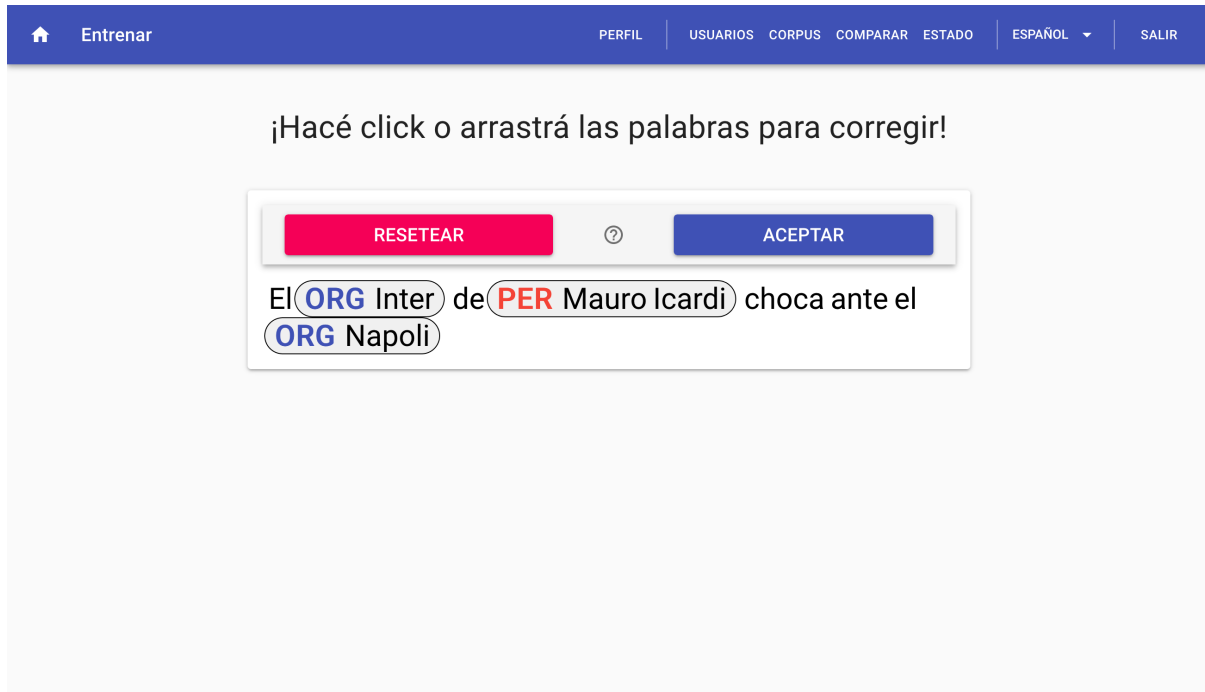 Entrenar PERFIL USUARIOS CORPUS COMPARAR ESTADO ESPAÑOL SALIR
¡Hacé click o arrastrá las palabras para corregir!
RESETEAR ACEPTAR
El ORG Inter de PER Mauro Icardi choca ante el
ORG Napoli